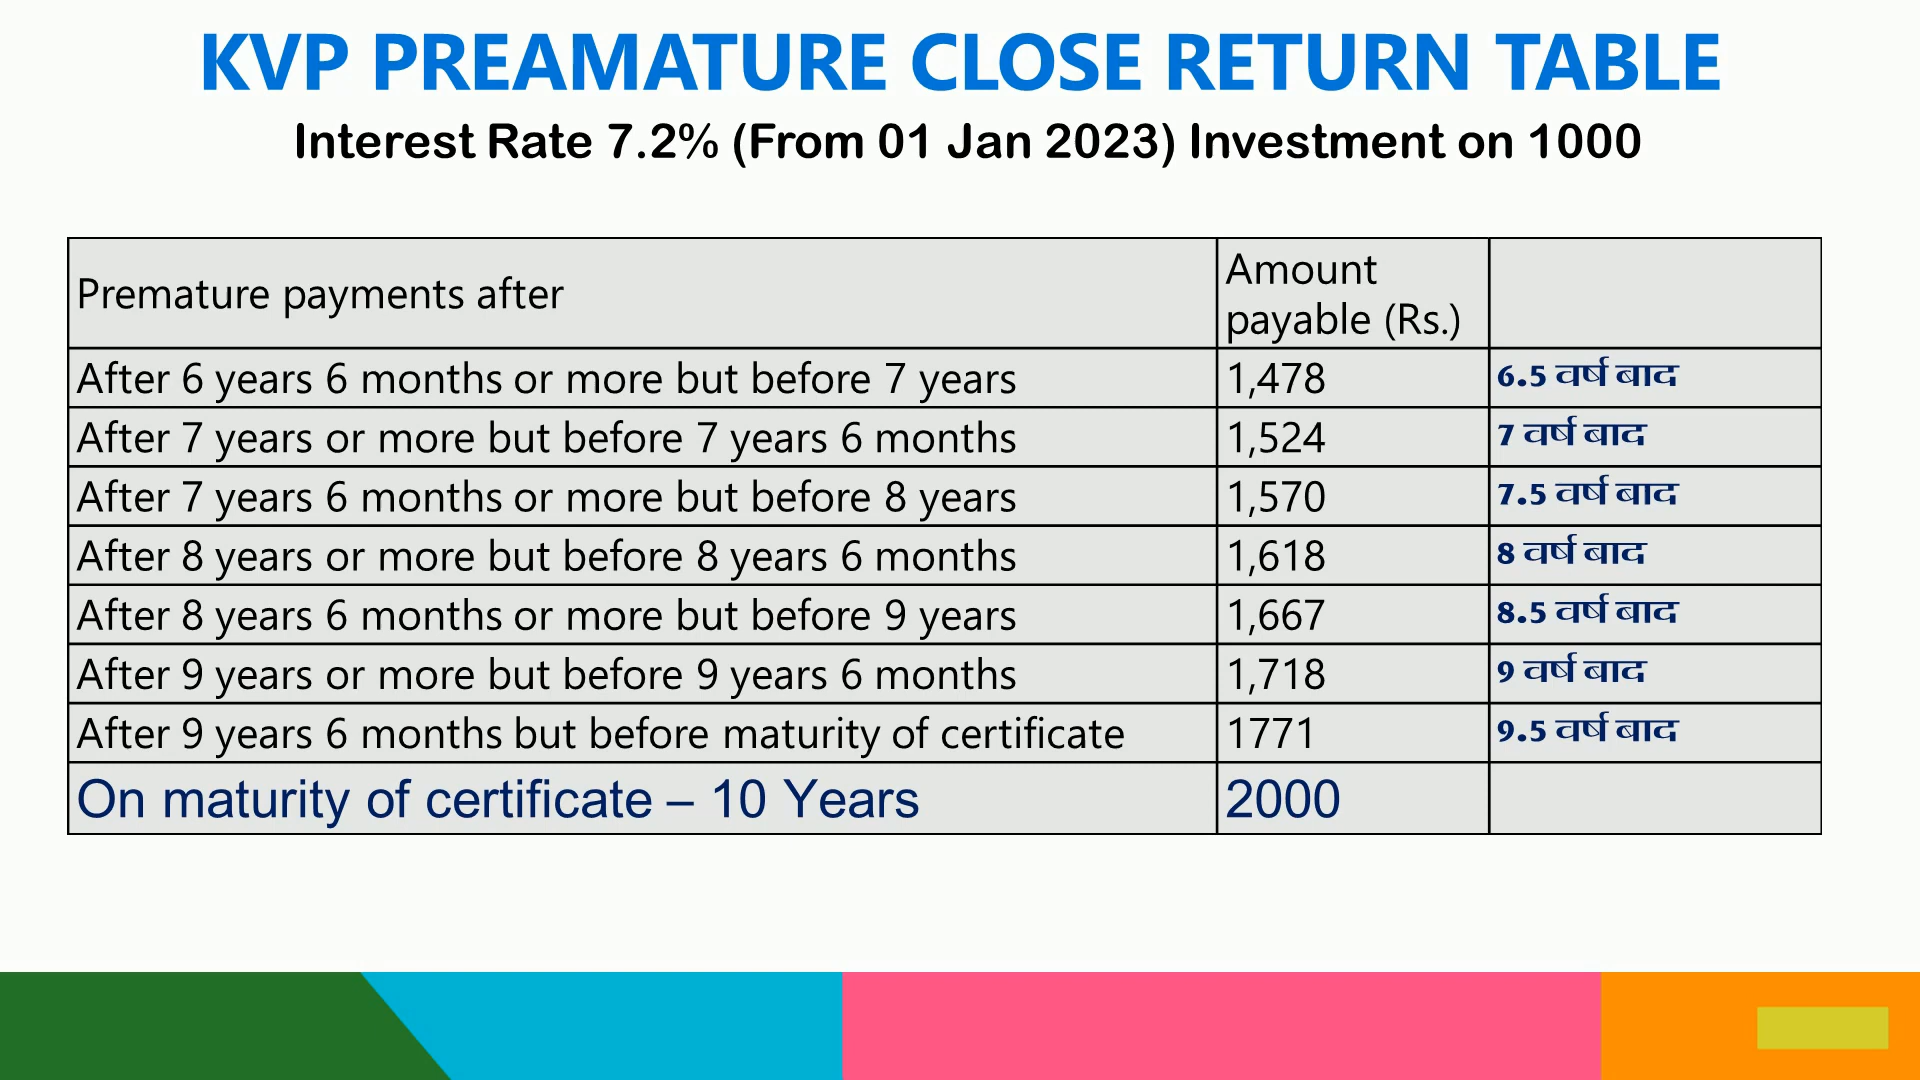 KVP PREAMATURE CLOSE RETURN TABLE
Interest Rate 7.2% (From 01 Jan 2023) Investment on 1000
Premature payments after
Amount
payable (Rs.)
After 6 years 6 months or more but before 7 years 1,478 6.5 वर्ष बाद
After 7 years or more but before 7 years 6 months 1,524 7 वर्ष बाद
After 7 years 6 months or more but before 8 years 1,570 7.5 वर्ष बाद
After 8 years or more but before 8 years 6 months 1,618 8 वर्ष बाद
After 8 years 6 months or more but before 9 years 1,667 8.5 वर्ष बाद
After 9 years or more but before 9 years 6 months 1,718 9 वर्ष बाद
After 9 years 6 months but before maturity of certificate 1771 9.5 वर्ष बाद
On maturity of certificate – 10 Years 2000